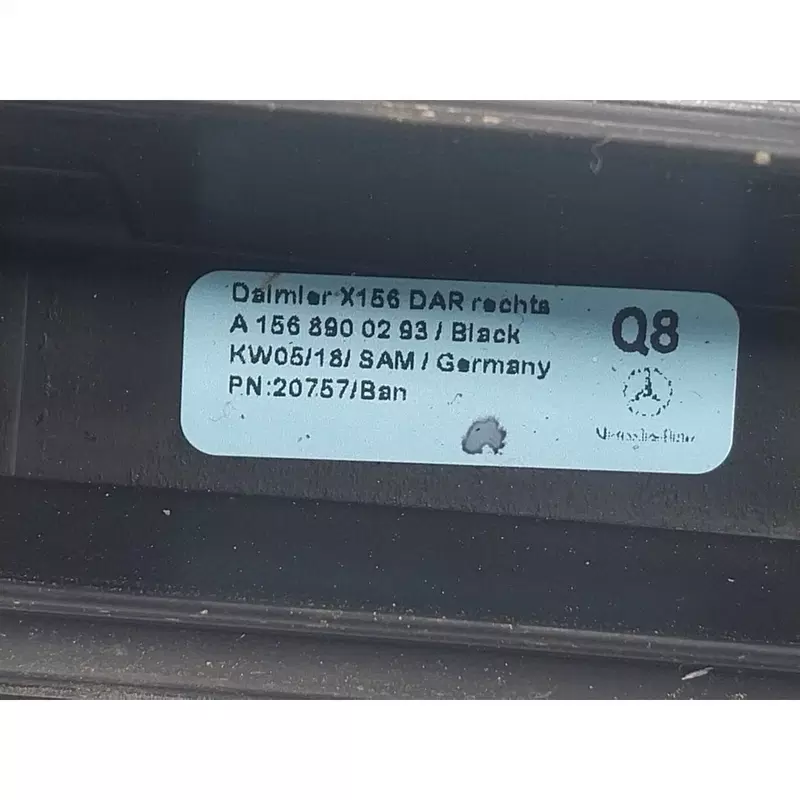 Daimler X156 DAR rechts
A 156 890 02 93 / Black
KW05/18/ SAM / Germany
PN:20757/Ban
Q8
Mercedes-Benz